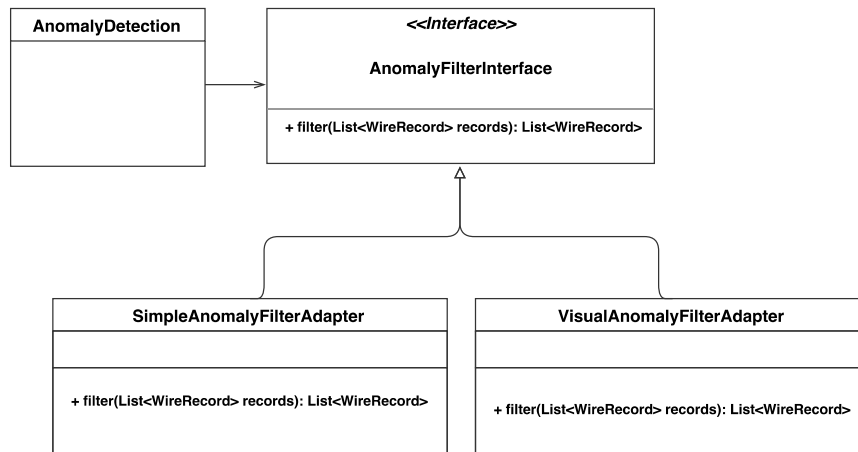 AnomalyDetection
<<Interface>>
AnomalyFilterInterface
+ filter(List<WireRecord> records): List<WireRecord>
SimpleAnomalyFilterAdapter
+ filter(List<WireRecord> records): List<WireRecord>
VisualAnomalyFilterAdapter
+ filter(List<WireRecord> records): List<WireRecord>